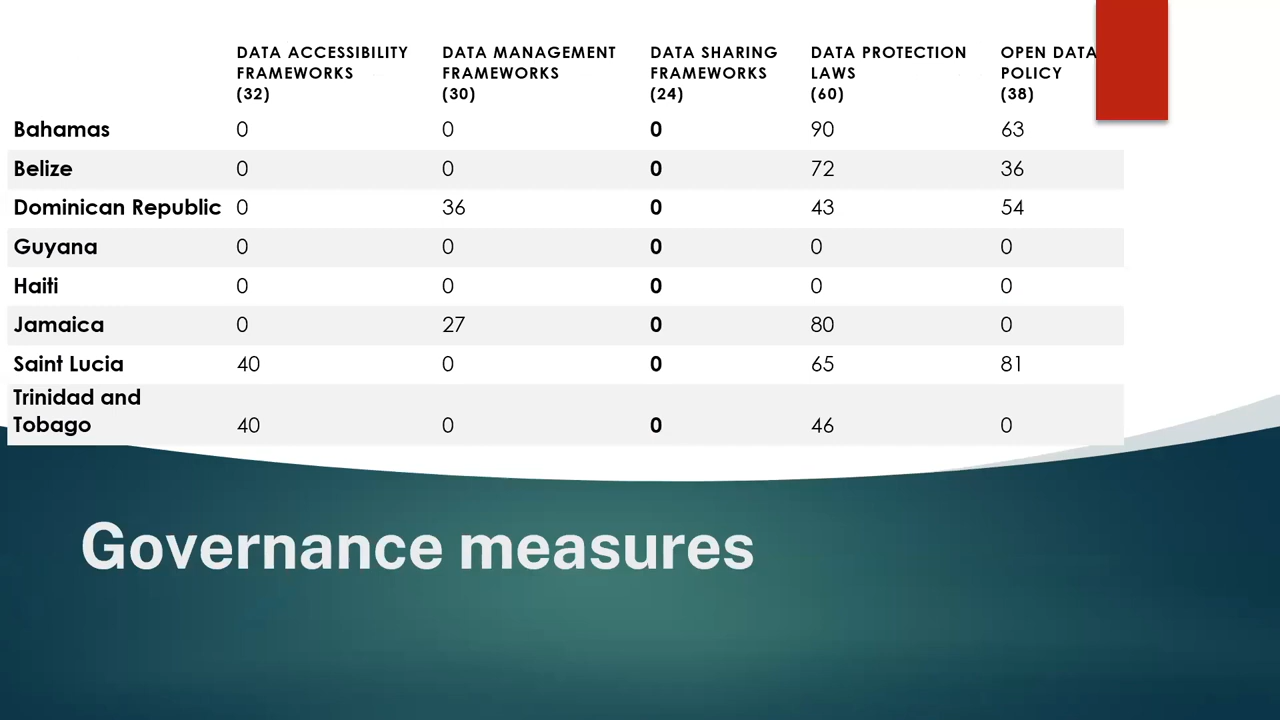 DATA ACCESSIBILITY FRAMEWORKS (32) DATA MANAGEMENT FRAMEWORKS (30) DATA SHARING FRAMEWORKS (24) DATA PROTECTION LAWS (60) OPEN DATA POLICY (38)
Bahamas 0 0 0 90 63
Belize 0 0 0 72 36
Dominican Republic 0 36 0 43 54
Guyana 0 0 0 0 0
Haiti 0 0 0 0 0
Jamaica 0 27 0 80 0
Saint Lucia 40 0 0 65 81
Trinidad and
Tobago 40 0 0 46 0
Governance measures